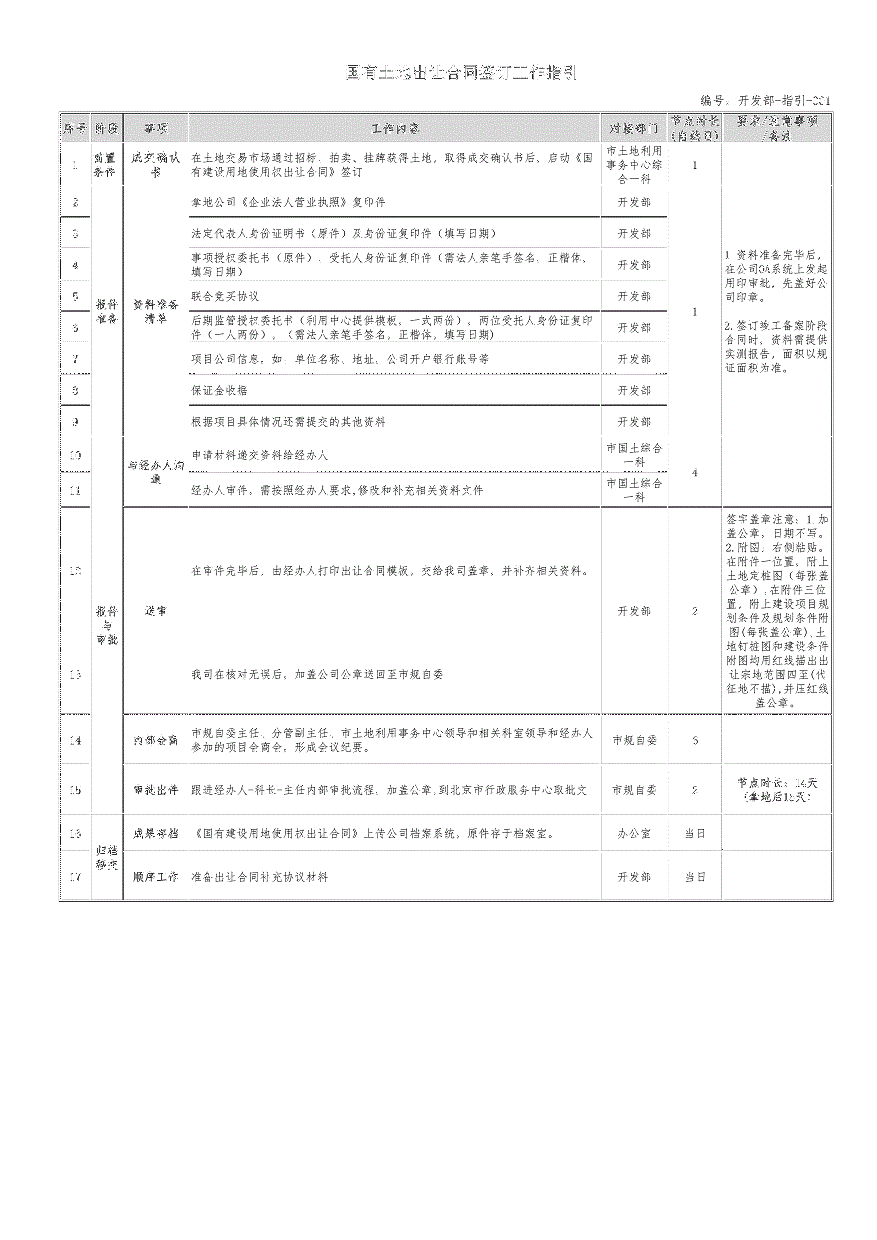 国有土地出让合同签订工作指引
编号：开发部-指引-001
序号 阶段 事项 工作内容 对接部门 节点时长 要求/注意事项
(自然日) /备注
1 前置 成交确认 在土地交易市场通过招标、拍卖、挂牌获得土地，取得成交确认书后，启动《国 市土地利用 1
条件 书 有建设用地使用权出让合同》签订 事务中心综
合一科
2 拿地公司《企业法人营业执照》复印件 开发部
3 法定代表人身份证明书（原件）及身份证复印件（填写日期） 开发部
4 事项授权委托书（原件）、受托人身份证复印件（需法人亲笔手签名、正楷体、 开发部
填写日期）
5 联合竞买协议 开发部
报件 资料准备
准备 清单
1
1.资料准备完毕后，
在公司OA系统上发起
用印审批，先盖好公
司印章。
2.签订竣工备案阶段
合同时，资料需提供
实测报告，面积以规
证面积为准。
6 后期监管授权委托书（利用中心提供模板，一式两份），两位受托人身份证复印 开发部
件（一人两份），（需法人亲笔手签名，正楷体，填写日期）
7 项目公司信息，如：单位名称、地址、公司开户银行账号等 开发部
8 保证金收据 开发部
9 根据项目具体情况还需提交的其他资料 开发部
10 与经办人沟 申请材料递交资料给经办人 市国土综合 4
通 一科
11 经办人审件，需按照经办人要求,修改和补充相关资料文件 市国土综合
一科
12 在审件完毕后，由经办人打印出让合同模板，交给我司盖章，并补齐相关资料。
报件 送审 开发部 2
与
审批
13 我司在核对无误后，加盖公司公章送回至市规自委
签字盖章注意：1.加
盖公章，日期不写。
2.附图，右侧粘贴。
在附件一位置，附上
土地定桩图（每张盖
公章）,在附件三位
置，附上建设项目规
划条件及规划条件附
图(每张盖公章),土
地钉桩图和建设条件
附图均用红线描出出
让宗地范围四至(代
征地不描),并压红线
盖公章。
14 内部会商 市规自委主任、分管副主任、市土地利用事务中心领导和相关科室领导和经办人 市规自委
参加的项目会商会，形成会议纪要。
15 审批出件 跟进经办人-科长-主任内部审批流程，加盖公章,到北京市行政服务中心取批文 市规自委 2 节点时长：14天
（拿地后15天）
16 归档 成果存档 《国有建设用地使用权出让合同》上传公司档案系统，原件存于档案室。 办公室 当日
移交
17 顺序工作 准备出让合同补充协议材料 开发部 当日